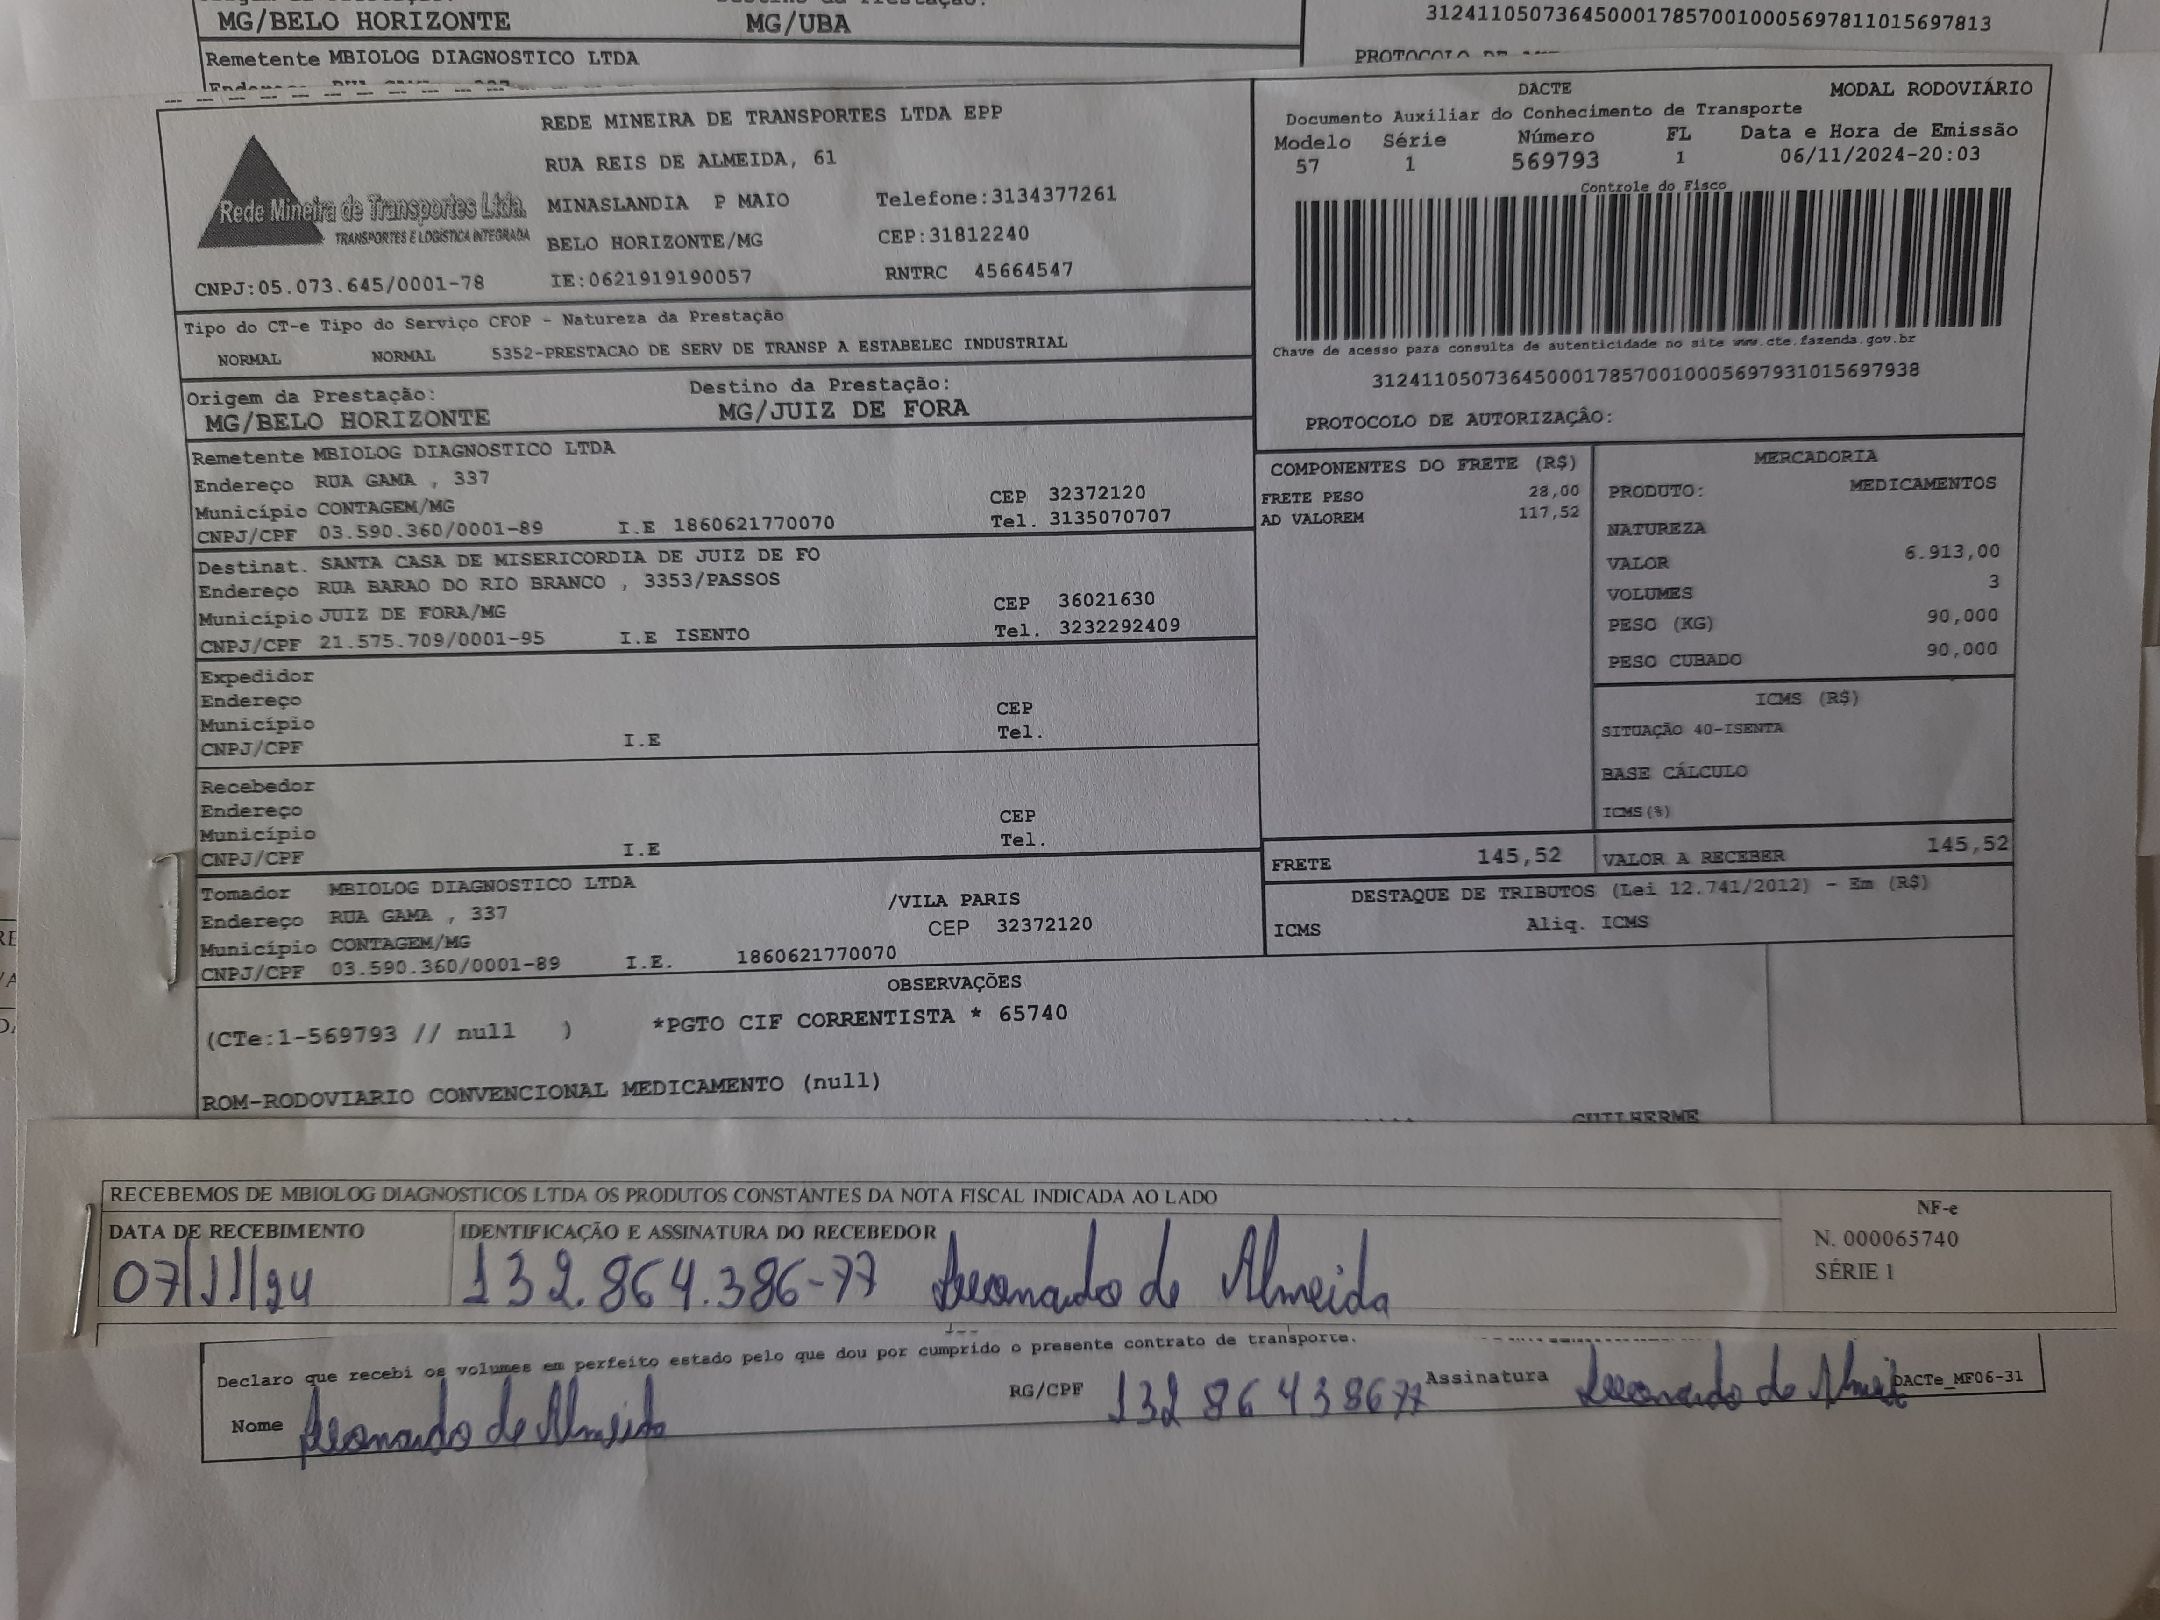 MG/BELO HORIZONTE MG/UBA
31241105073645000178570010005697811015697813
Remetente MBIOLOG DIAGNOSTICO LTDA
PROTOCOLO DE
REDE MINEIRA DE TRANSPORTES LTDA EPP
RUA REIS DE ALMEIDA, 61
MINASLANDIA P MAIO Telefone:3134377261
BELO HORIZONTE/MG CEP:31812240
CNPJ:05.073.645/0001-78 IE:0621919190057 RNTRC 45664547
Rede Mineira de Transportes Ltda.
TRANSPORTES E LOGÍSTICA INTEGRADA
DACTE MODAL RODOVIÁRIO
Documento Auxiliar do Conhecimento de Transporte
Modelo Série Número FL Data e Hora de Emissão
57 1 569793 1 06/11/2024-20:03
Controle do Fisco
Chave de acesso para consulta de autenticidade no site www.cte.fazenda.gov.br
31241105073645000178570010005697931015697938
PROTOCOLO DE AUTORIZAÇÂO:
Tipo do CT-e Tipo do Serviço CFOP - Natureza da Prestação
NORMAL NORMAL 5352-PRESTACAO DE SERV DE TRANSP A ESTABELEC INDUSTRIAL
Origem da Prestação: Destino da Prestação:
MG/BELO HORIZONTE MG/JUIZ DE FORA
Remetente MBIOLOG DIAGNOSTICO LTDA
Endereço RUA GAMA , 337
Município CONTAGEM/MG CEP 32372120
CNPJ/CPF 03.590.360/0001-89 I.E 1860621770070 Tel. 3135070707
Destinat. SANTA CASA DE MISERICORDIA DE JUIZ DE FO
Endereço RUA BARAO DO RIO BRANCO , 3353/PASSOS
Município JUIZ DE FORA/MG CEP 36021630
CNPJ/CPF 21.575.709/0001-95 I.E ISENTO Tel. 3232292409
Expedidor
Endereço
Município CEP
CNPJ/CPF I.E Tel.
Recebedor
Endereço
Município CEP
CNPJ/CPF I.E Tel.
Tomador MBIOLOG DIAGNOSTICO LTDA
Endereço RUA GAMA , 337 /VILA PARIS
Município CONTAGEM/MG CEP 32372120
CNPJ/CPF 03.590.360/0001-89 I.E. 1860621770070
COMPONENTES DO FRETE (R$)
FRETE PESO 28,00
AD VALOREM 117,52
MERCADORIA
PRODUTO: MEDICAMENTOS
NATUREZA
VALOR 6.913,00
VOLUMES 3
PESO (KG) 90,000
PESO CUBADO 90,000
ICMS (R$)
SITUAÇÃO 40-ISENTA
BASE CÁLCULO
ICMS(%)
FRETE 145,52 VALOR A RECEBER 145,52
DESTAQUE DE TRIBUTOS (Lei 12.741/2012) - Em (R$)
ICMS Aliq. ICMS
OBSERVAÇÕES
(CTe:1-569793 // null ) *PGTO CIF CORRENTISTA * 65740
ROM-RODOVIARIO CONVENCIONAL MEDICAMENTO (null)
GUILHERME
RECEBEMOS DE MBIOLOG DIAGNOSTICOS LTDA OS PRODUTOS CONSTANTES DA NOTA FISCAL INDICADA AO LADO
DATA DE RECEBIMENTO IDENTIFICAÇÃO E ASSINATURA DO RECEBEDOR
07/11/24 132.864.386-77 Leonardo de Almeida
NF-e
N. 000065740
SÉRIE 1
Declaro que recebi os volumes em perfeito estado pelo que dou por cumprido o presente contrato de transporte.
Nome Leonardo de Almeida RG/CPF 13286438677 Assinatura Leonardo de Almei DACTe_MF06-31